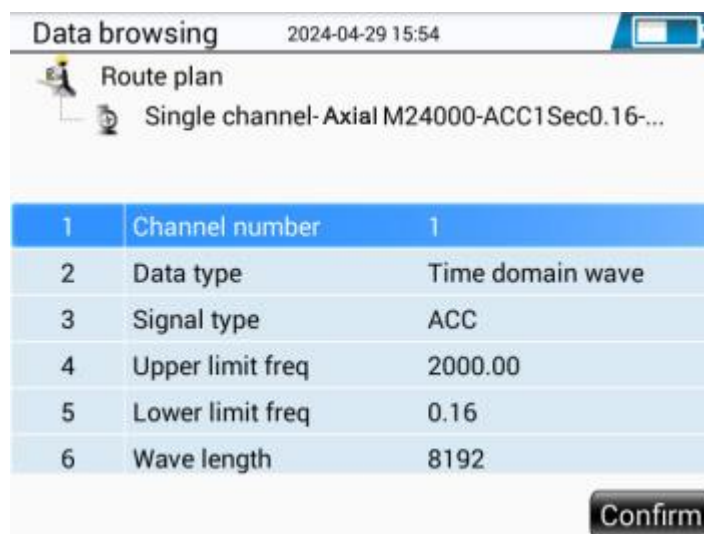 Data browsing 2024-04-29 15:54
Route plan
Single channel-Axial M24000-ACC1Sec0.16-...
1 Channel number 1
2 Data type Time domain wave
3 Signal type ACC
4 Upper limit freq 2000.00
5 Lower limit freq 0.16
6 Wave length 8192
Confirm